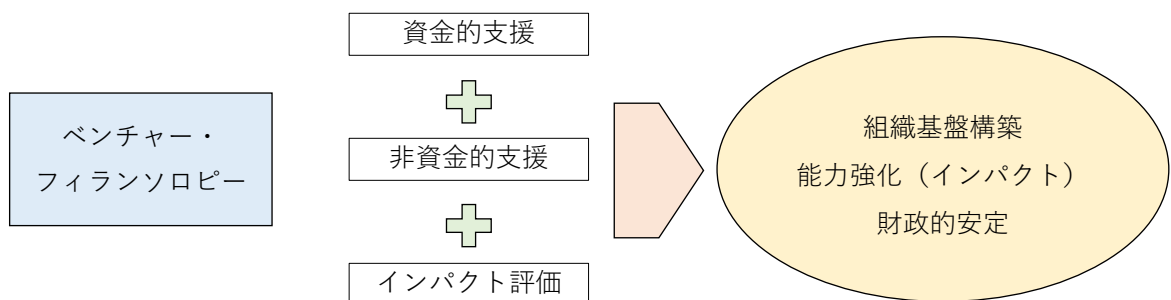 ベンチャー・
フィランソロピー
資金的支援
非資金的支援
インパクト評価
組織基盤構築
能力強化（インパクト）
財政的安定